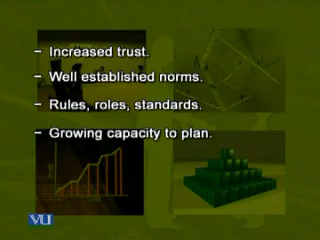 - Increased trust.
- Well established norms.
- Rules, roles, standards.
- Growing capacity to plan.
VU